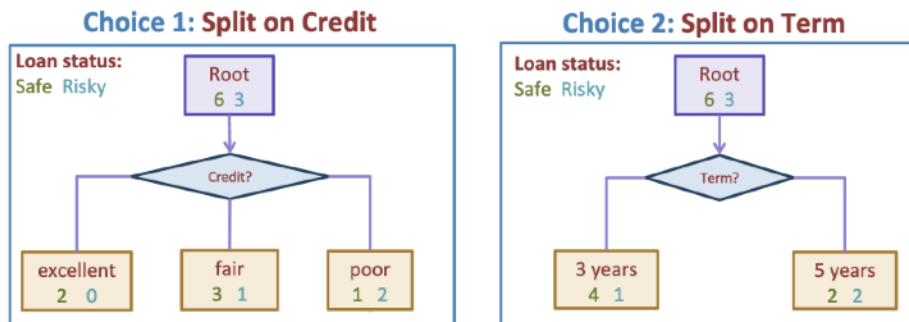 Choice 1: Split on Credit
Loan status:
Safe Risky
Root
6 3
Credit?
excellent
2 0
fair
3 1
poor
1 2
Choice 2: Split on Term
Loan status:
Safe Risky
Root
6 3
Term?
3 years
4 1
5 years
2 2